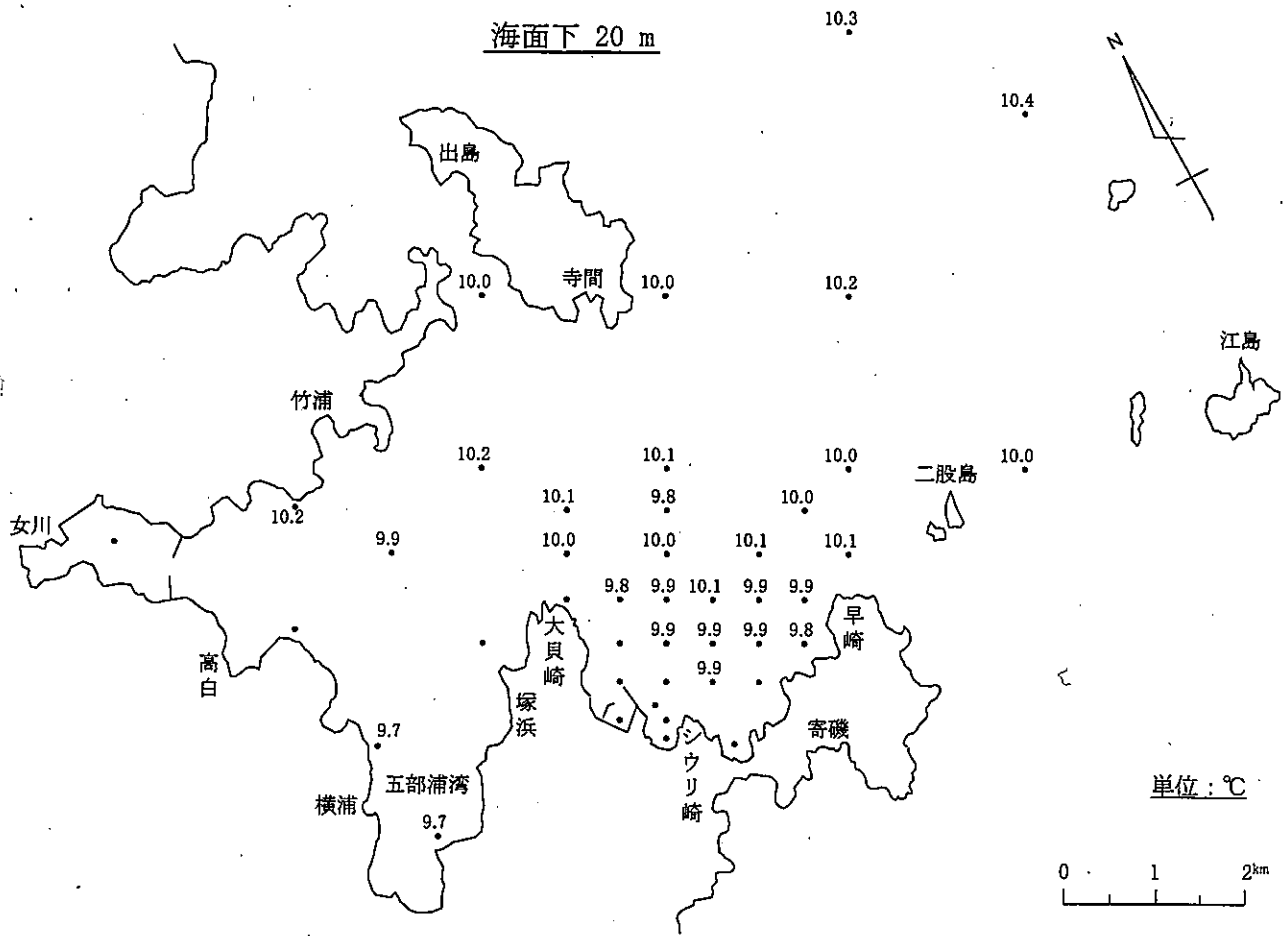 海面下 20 m
10.3
N
10.4
出島
寺間
10.0
10.0
10.2
江島
竹浦
10.2
10.1
10.0
10.0
二股島
10.1
9.8
10.0
女川
10.2
9.9
10.0
10.0
10.1
10.1
9.8
9.9
10.1
9.9
9.9
大貝崎
早崎
9.9
9.9
9.9
9.8
高白
9.9
塚浜
9.7
シウリ崎
寄磯
五部浦湾
横浦
単位:℃
9.7
0
1
2km